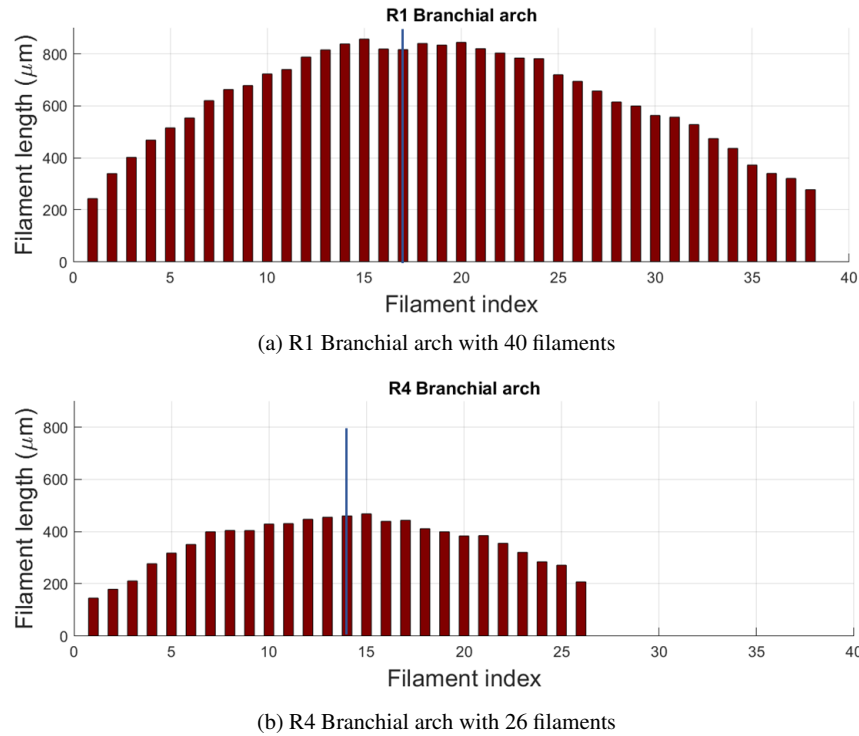 R1 Branchial arch
Filament length (μm)
800
600
400
200
0
0 5 10 15 20 25 30 35 40
Filament index
(a) R1 Branchial arch with 40 filaments
R4 Branchial arch
Filament length (μm)
800
600
400
200
0
0 5 10 15 20 25 30 35 40
Filament index
(b) R4 Branchial arch with 26 filaments